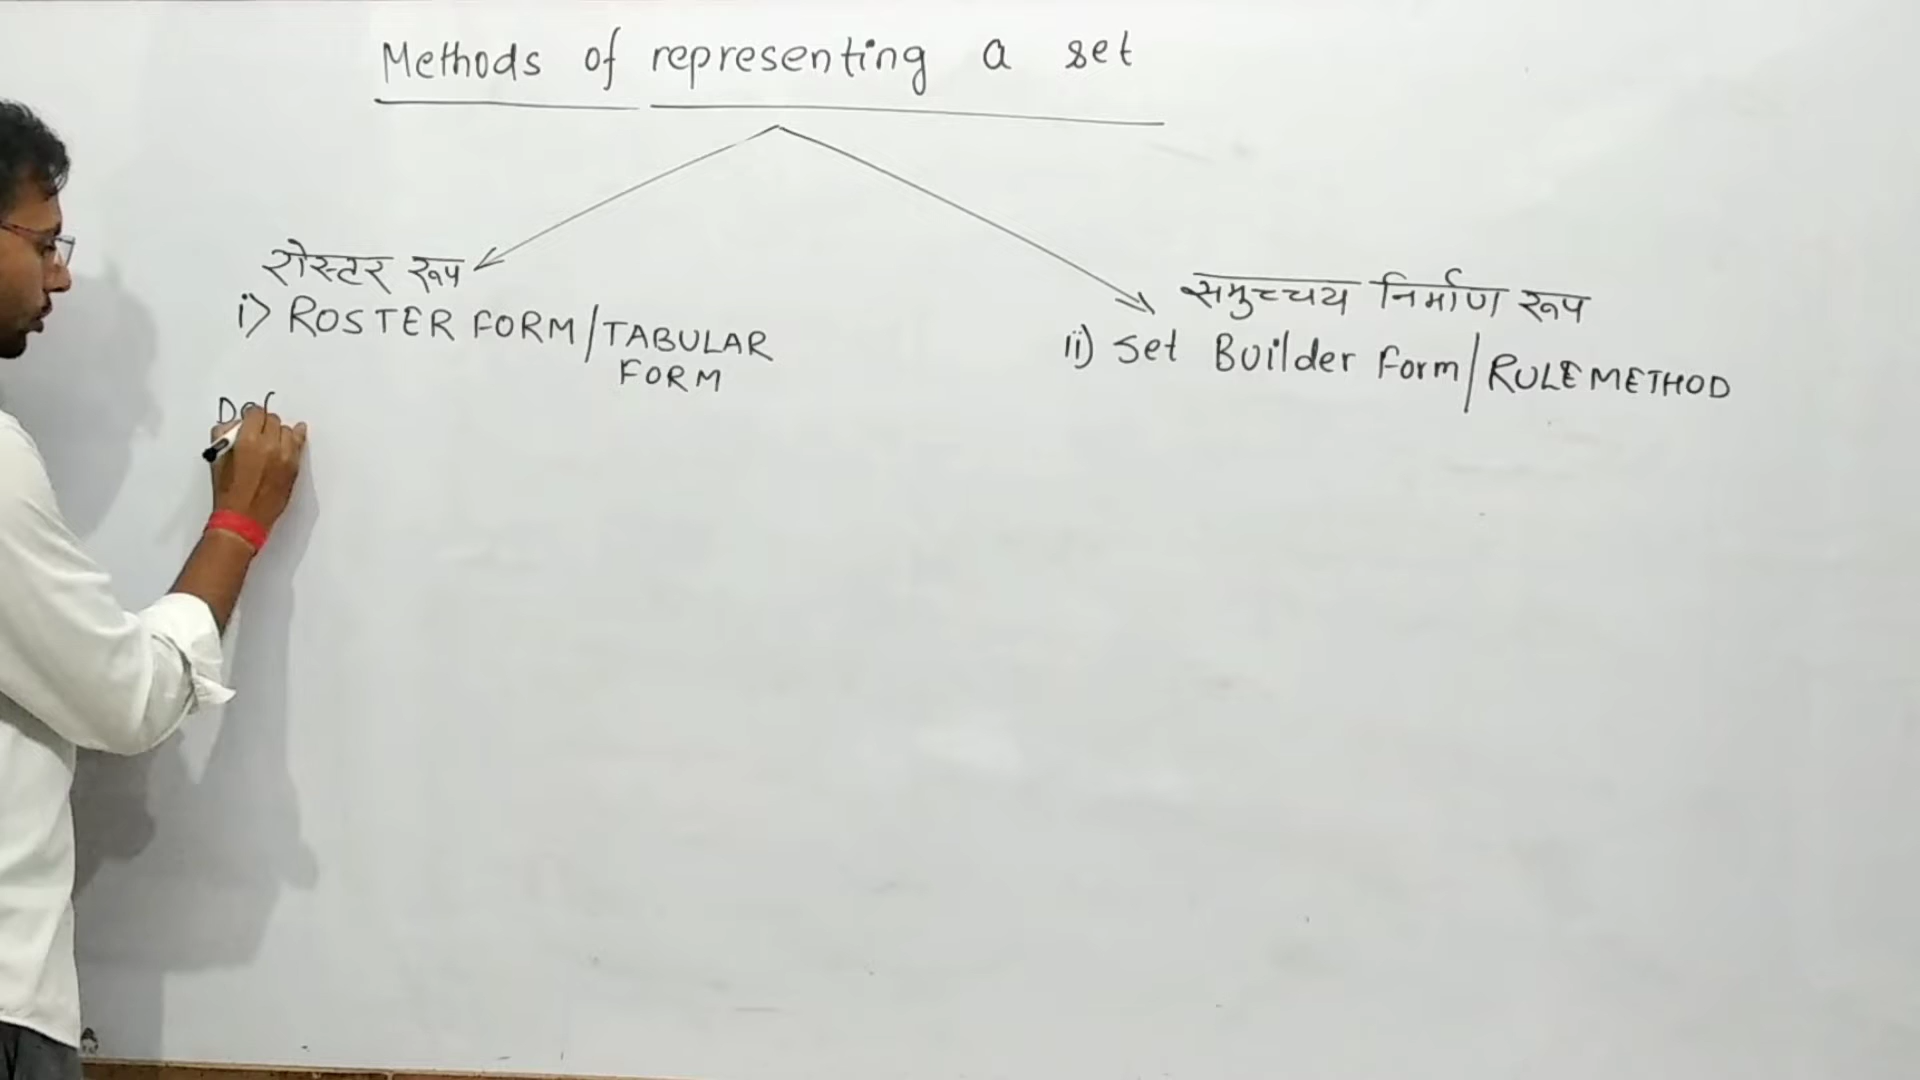 Methods of representing a set
रोस्टर रूप
i) ROSTER FORM/TABULAR
FORM
समुच्चय निर्माण रूप
ii) Set Builder Form/RULE METHOD
Def